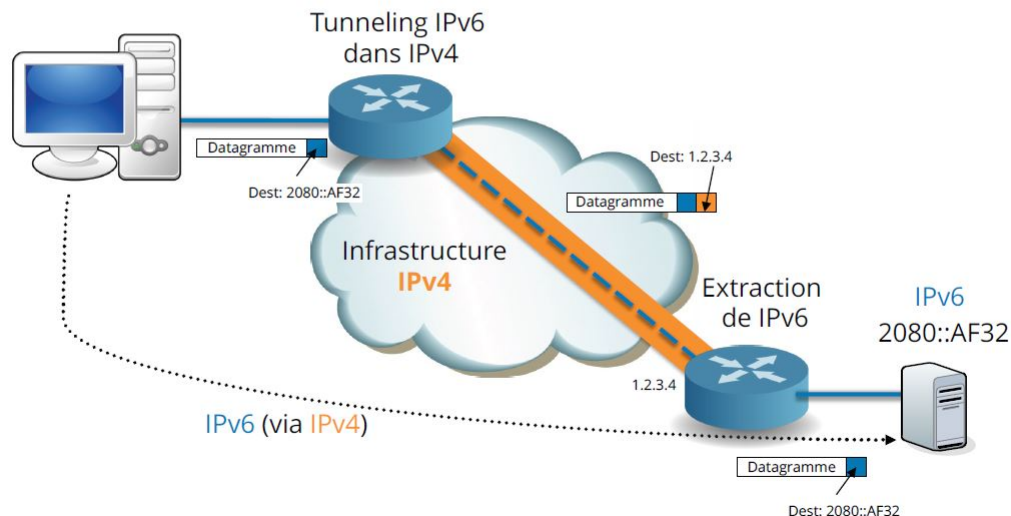 Tunneling IPv6
dans IPv4
Datagramme
Dest: 2080::AF32
Dest: 1.2.3.4
Datagramme
Infrastructure
IPv4
Extraction
de IPv6
IPv6
2080::AF32
1.2.3.4
IPv6 (via IPv4)
Datagramme
Dest: 2080::AF32